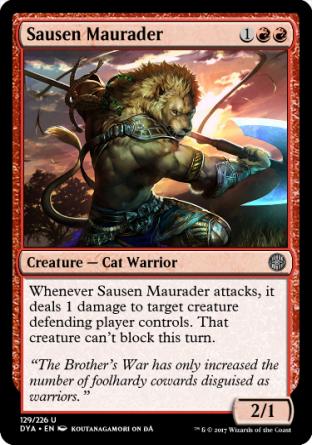 Sausen Maurader 1
Creature — Cat Warrior
Whenever Sausen Maurader attacks, it
deals 1 damage to target creature
defending player controls. That
creature can't block this turn.
“The Brother's War has only increased the
number of foolhardy cowards disguised as
warriors.”
2/1
129/226 U
DYA • EN KOUTANAGAMORI ON DÁ
™ & © 2017 Wizards of the Coast